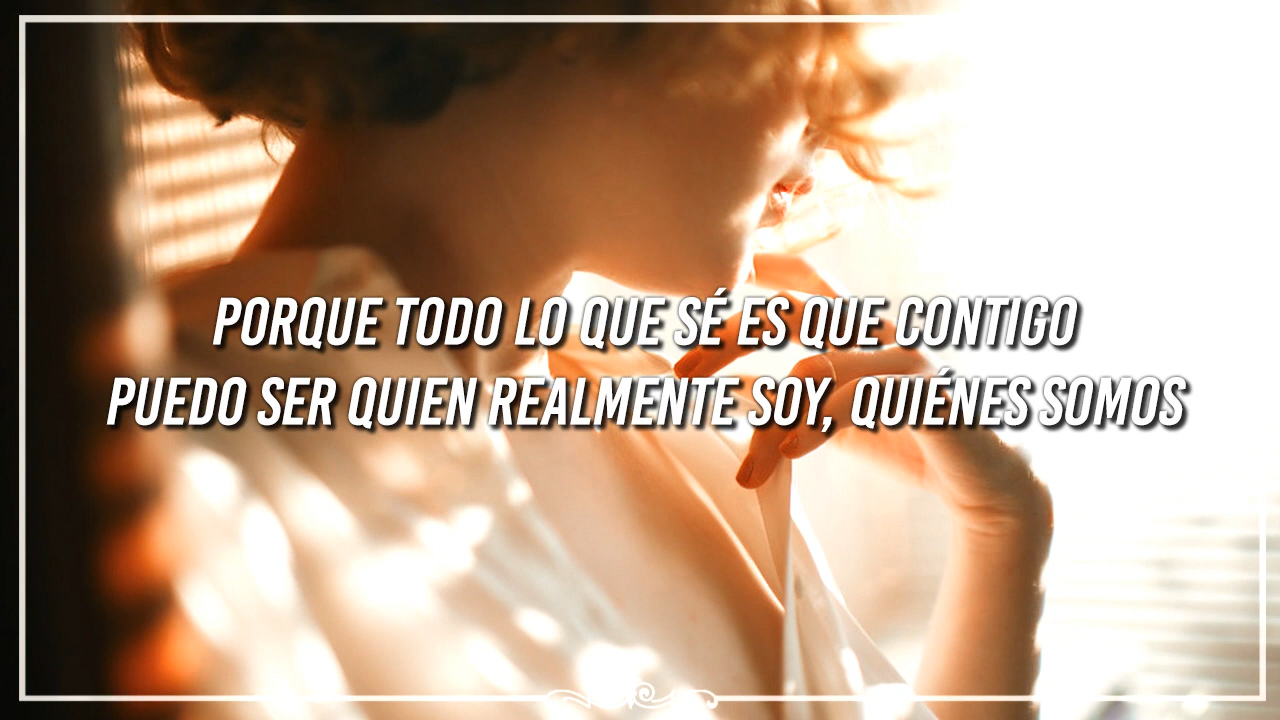 PORQUE TODO LO QUE SÉ ES QUE CONTIGO
PUEDO SER QUIEN REALMENTE SOY, QUIÉNES SOMOS